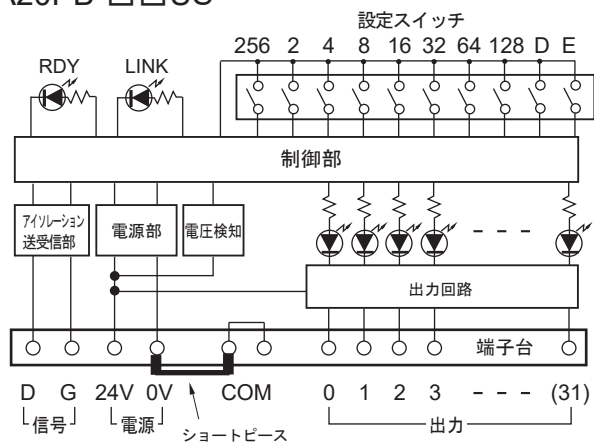 設定スイッチ
256 2 4 8 16 32 64 128 D E
RDY LINK
制御部
アイソレーション
送受信部
電源部
電圧検知
出力回路
端子台
D G 24V 0V COM 0 1 2 3 - - - (31)
信号 電源 出力
ショートピース